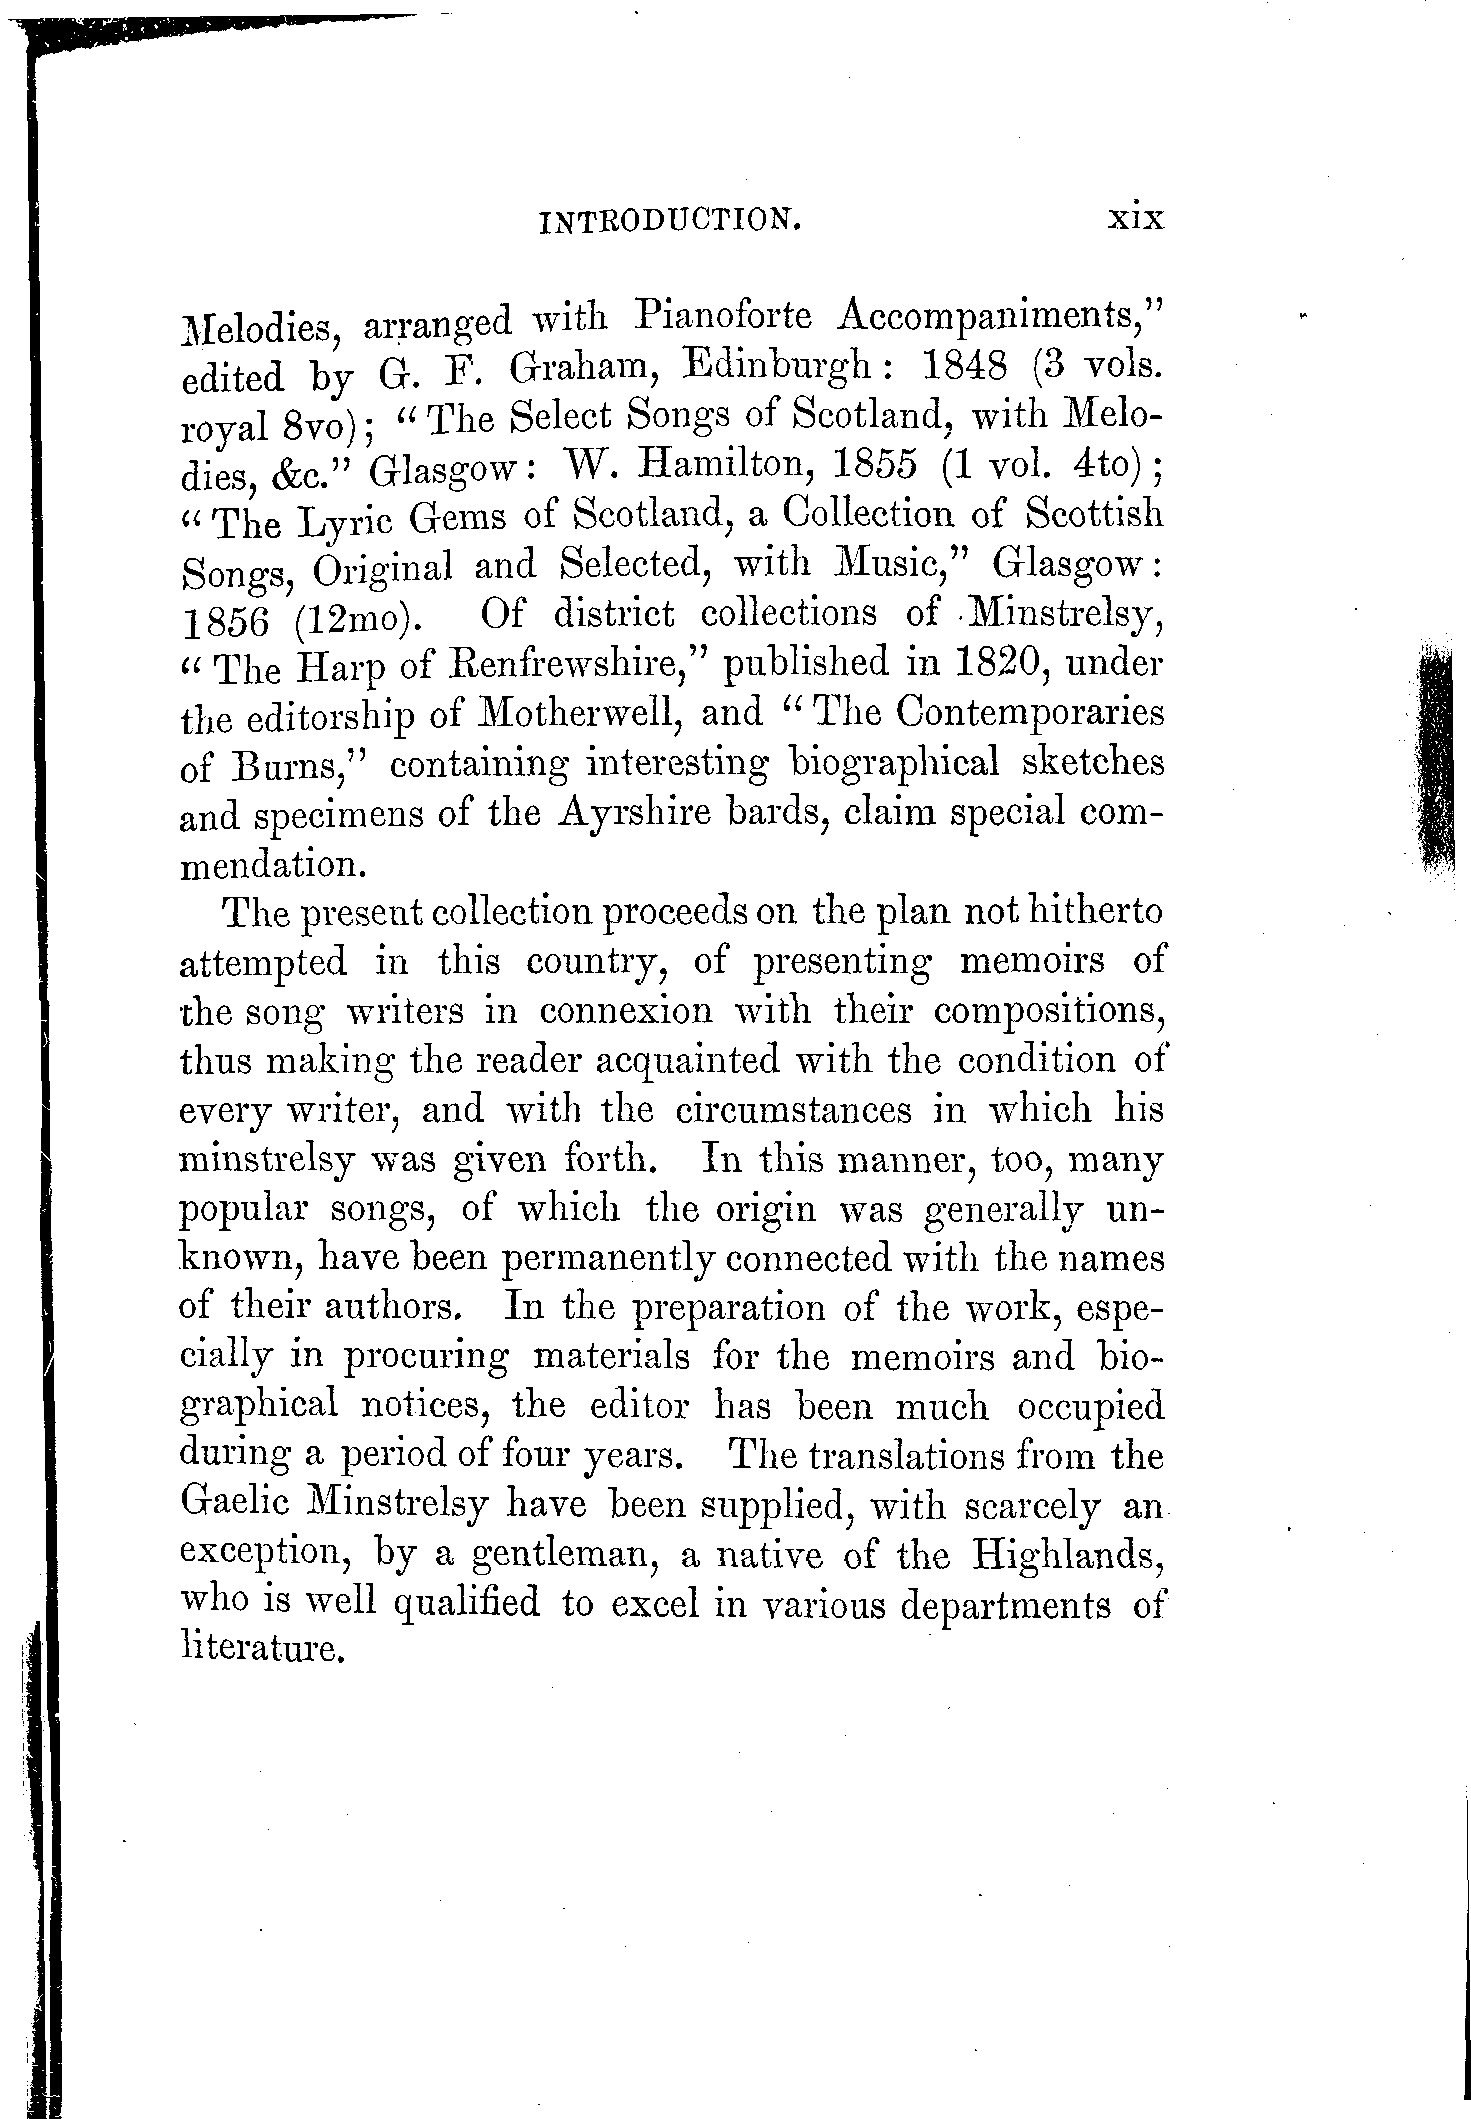 INTRODUCTION. xix
Melodies, arranged with Pianoforte Accompaniments,”
edited by G. F. Graham, Edinburgh: 1848 (3 vols.
royal 8vo); “The Select Songs of Scotland, with Melo-
dies, &c.” Glasgow: W. Hamilton, 1855 (1 vol. 4to);
“The Lyric Gems of Scotland, a Collection of Scottish
Songs, Original and Selected, with Music,” Glasgow:
1856 (12mo). Of district collections of Minstrelsy,
“The Harp of Renfrewshire,” published in 1820, under
the editorship of Motherwell, and “The Contemporaries
of Burns,” containing interesting biographical sketches
and specimens of the Ayrshire bards, claim special com-
mendation.
The present collection proceeds on the plan not hitherto
attempted in this country, of presenting memoirs of
the song writers in connexion with their compositions,
thus making the reader acquainted with the condition of
every writer, and with the circumstances in which his
minstrelsy was given forth. In this manner, too, many
popular songs, of which the origin was generally un-
known, have been permanently connected with the names
of their authors. In the preparation of the work, espe-
cially in procuring materials for the memoirs and bio-
graphical notices, the editor has been much occupied
during a period of four years. The translations from the
Gaelic Minstrelsy have been supplied, with scarcely an
exception, by a gentleman, a native of the Highlands,
who is well qualified to excel in various departments of
literature.